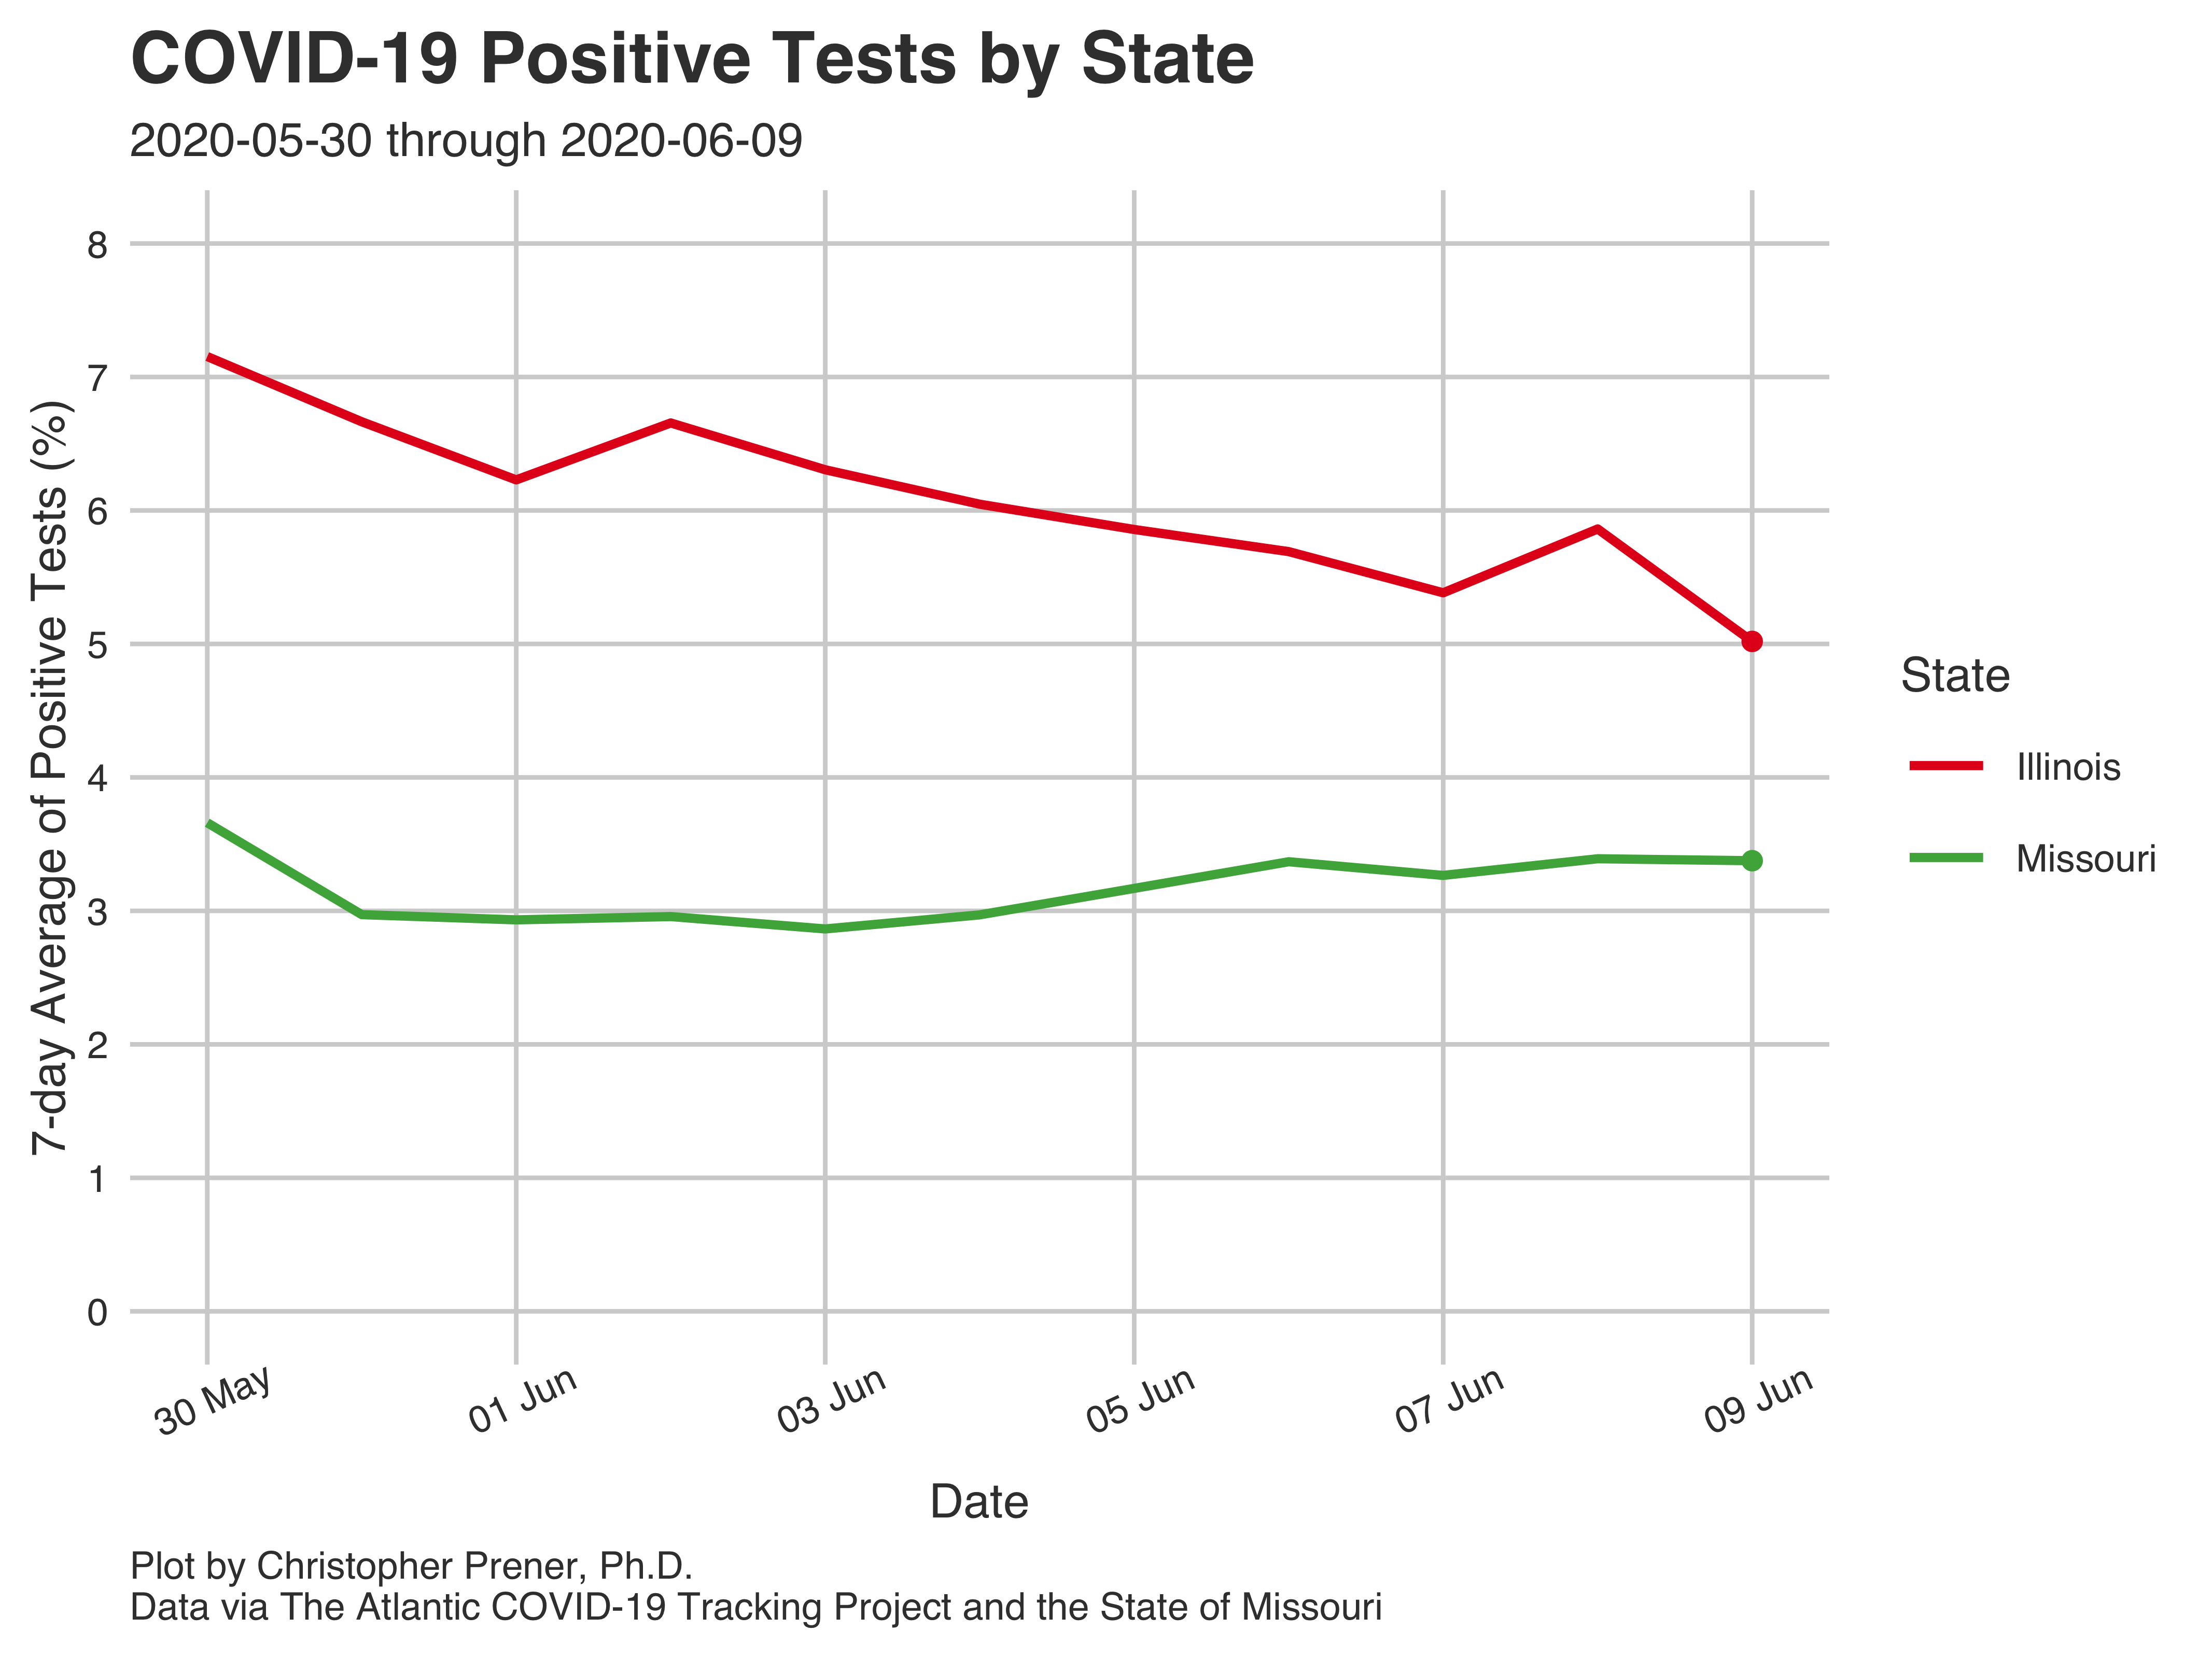 COVID-19 Positive Tests by State
2020-05-30 through 2020-06-09
7-day Average of Positive Tests (%)
8
7
6
5
4
3
2
1
0
30 May
01 Jun
03 Jun
05 Jun
07 Jun
09 Jun
Date
State
Illinois
Missouri
Plot by Christopher Prener, Ph.D.
Data via The Atlantic COVID-19 Tracking Project and the State of Missouri